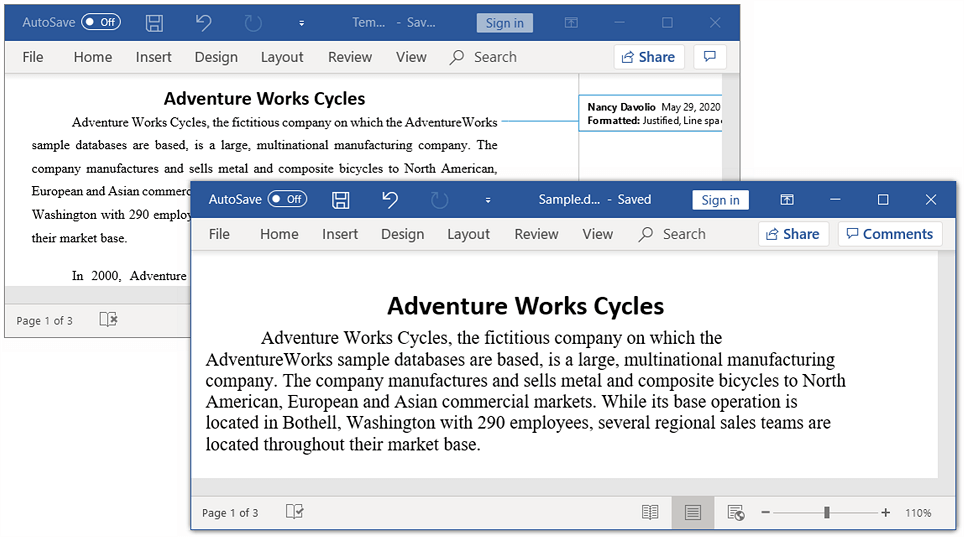 AutoSave Off Tem... - Sav... Sign in
File Home Insert Design Layout Review View Search Share
Adventure Works Cycles
Adventure Works Cycles, the fictitious company on which the AdventureWorks
sample databases are based, is a large, multinational manufacturing company. The
company manufactures and sells metal and composite bicycles to North American,
European and Asian commerc
Washington with 290 employ
their market base.
In 2000, Adventure
Nancy Davolio May 29, 2020
Formatted: Justified, Line spa
Page 1 of 3
AutoSave Off Sample.d... - Saved Sign in
File Home Insert Design Layout Review View Search Share Comments
Adventure Works Cycles
Adventure Works Cycles, the fictitious company on which the
AdventureWorks sample databases are based, is a large, multinational manufacturing
company. The company manufactures and sells metal and composite bicycles to North
American, European and Asian commercial markets. While its base operation is
located in Bothell, Washington with 290 employees, several regional sales teams are
located throughout their market base.
Page 1 of 3 110%